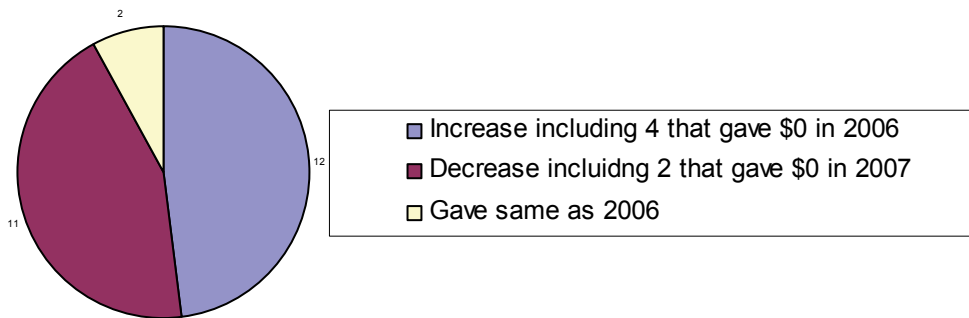 2
12
11
Increase including 4 that gave $0 in 2006
Decrease incluidng 2 that gave $0 in 2007
Gave same as 2006